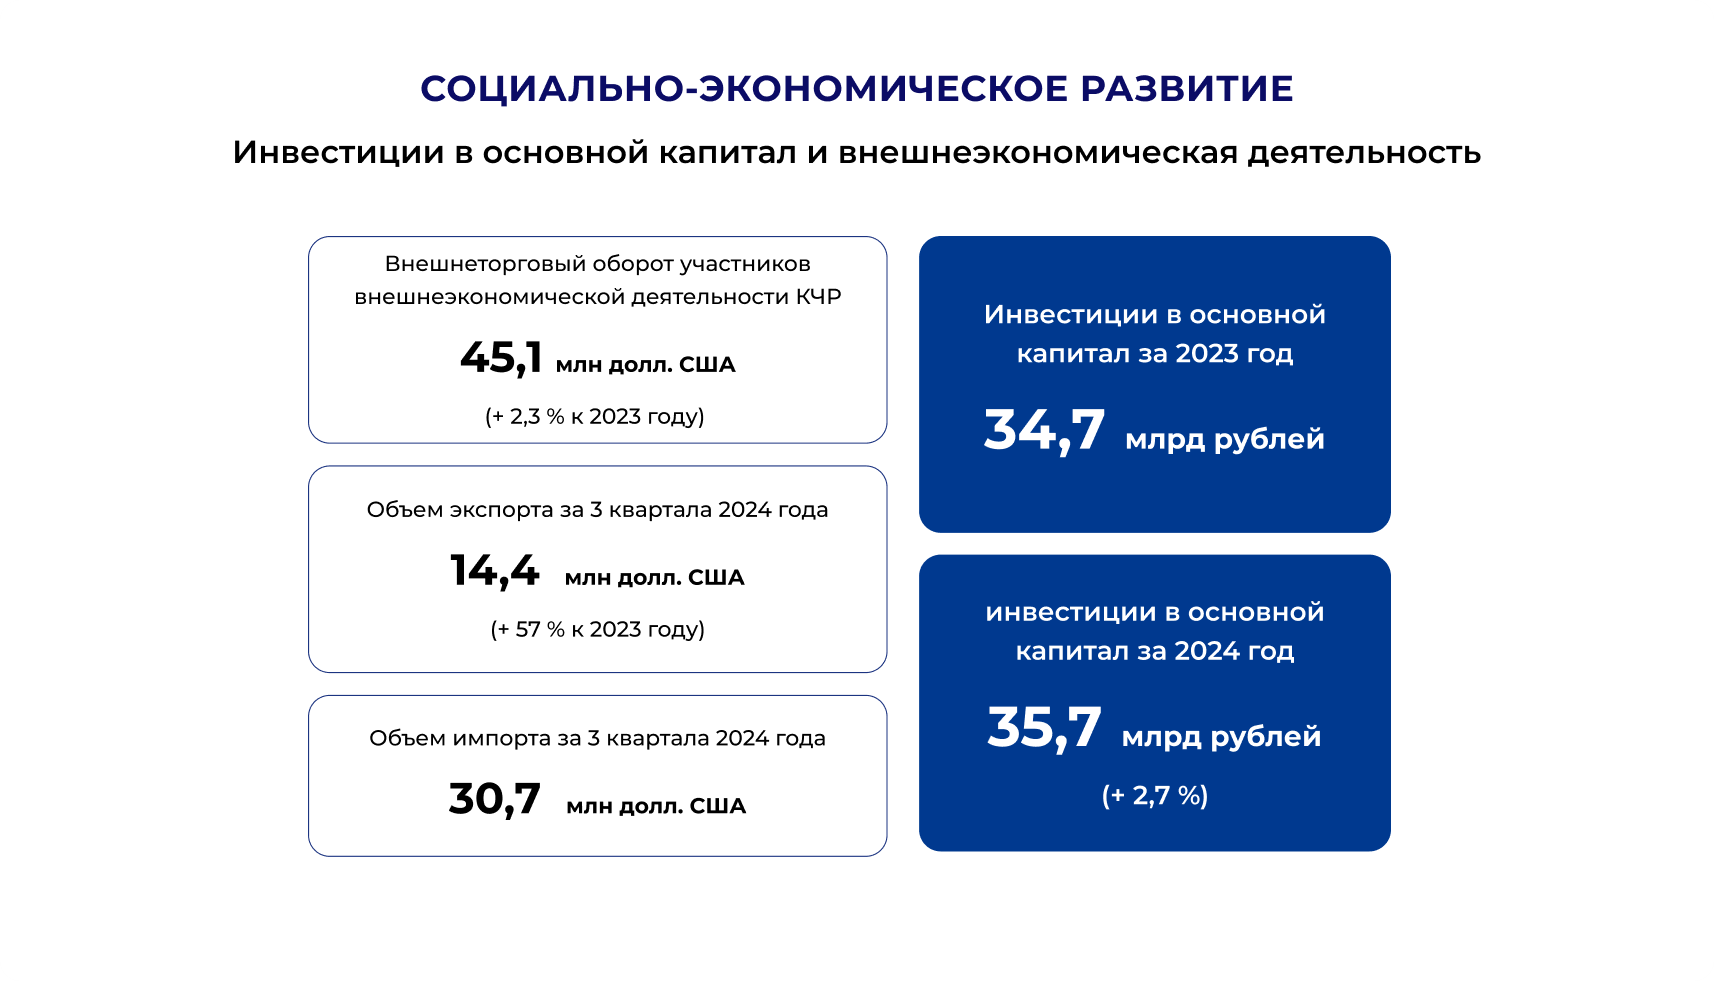 СОЦИАЛЬНО-ЭКОНОМИЧЕСКОЕ РАЗВИТИЕ
Инвестиции в основной капитал и внешнеэкономическая деятельность
Внешнеторговый оборот участников
внешнеэкономической деятельности КЧР
45,1 млн долл. США
(+ 2,3 % к 2023 году)
Объем экспорта за 3 квартала 2024 года
14,4 млн долл. США
(+ 57 % к 2023 году)
Объем импорта за 3 квартала 2024 года
30,7 млн долл. США
Инвестиции в основной
капитал за 2023 год
34,7 млрд рублей
инвестиции в основной
капитал за 2024 год
35,7 млрд рублей
(+ 2,7 %)